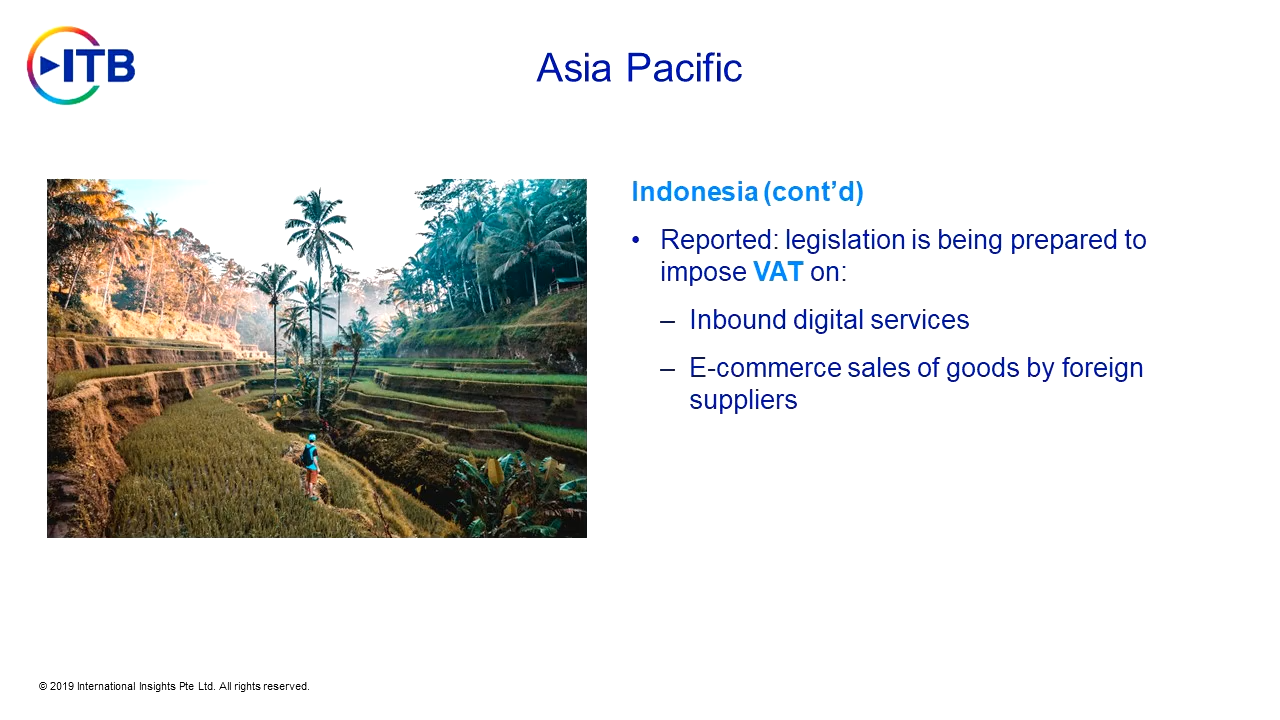 ITB
Asia Pacific
Indonesia (cont’d)
• Reported: legislation is being prepared to
impose VAT on:
– Inbound digital services
– E-commerce sales of goods by foreign
suppliers
© 2019 International Insights Pte Ltd. All rights reserved.